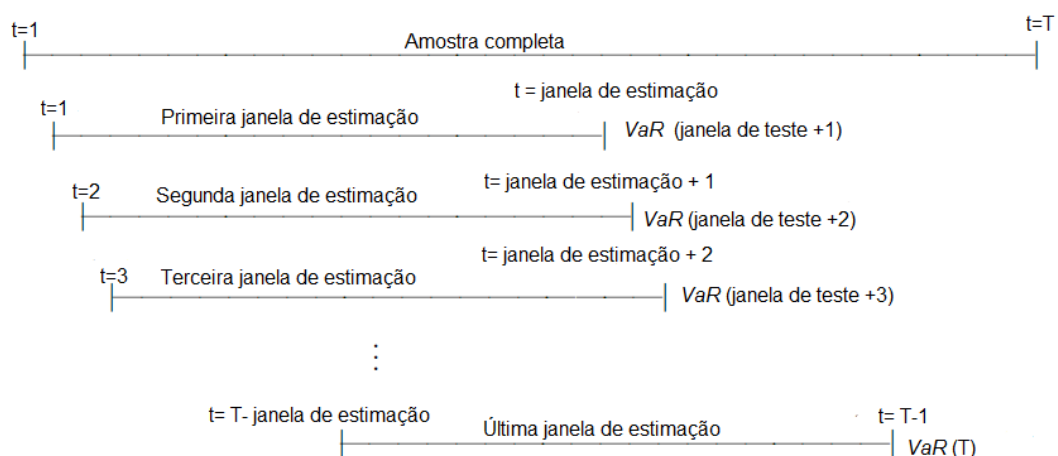 t=1
t=T
Amostra completa
t = janela de estimação
t=1
Primeira janela de estimação
VaR (janela de teste +1)
t= janela de estimação + 1
t=2
Segunda janela de estimação
VaR (janela de teste +2)
t= janela de estimação + 2
t=3
Terceira janela de estimação
VaR (janela de teste +3)
⋮
t= T- janela de estimação
t= T-1
Última janela de estimação
VaR (T)